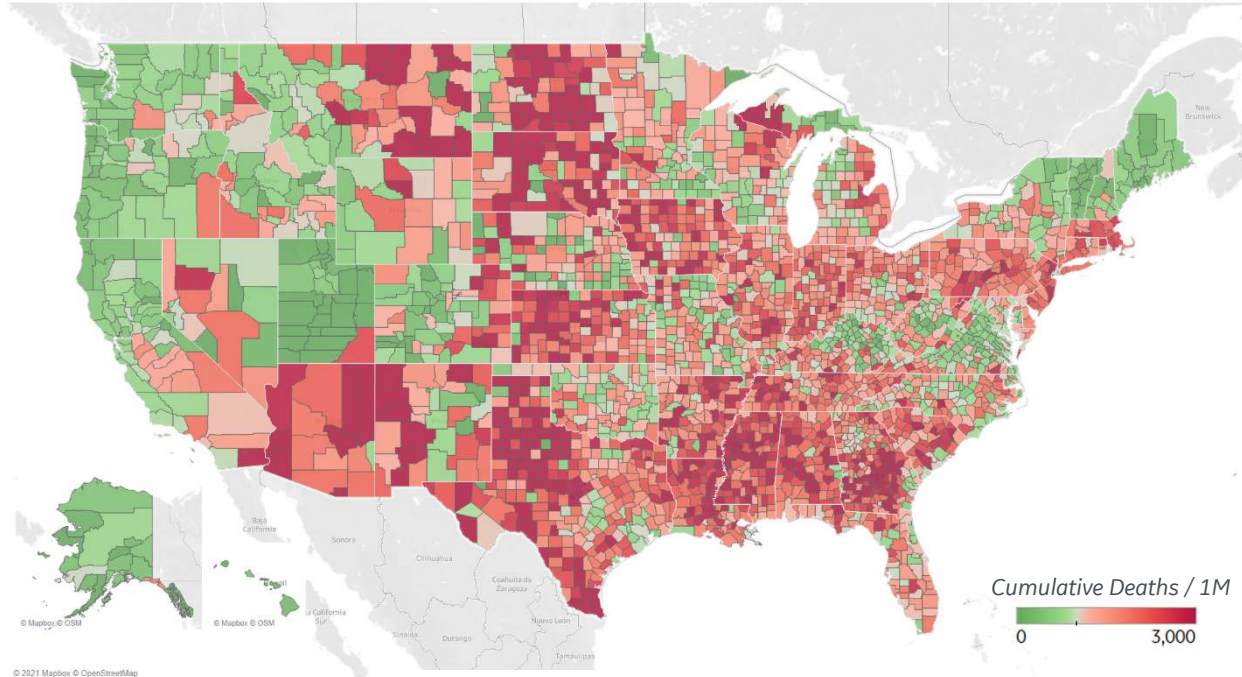 New
Brunswick
Baja
California
Sonora
Chihuahua
Coahuila de
Zaragoza
Nuevo León
Sinaloa
Durango
Tamaulipas
Cumulative Deaths / 1M
0
3,000
© Mapbox © OSM
© Mapbox © OSM
a California
Sur
© 2021 Mapbox © OpenStreetMap